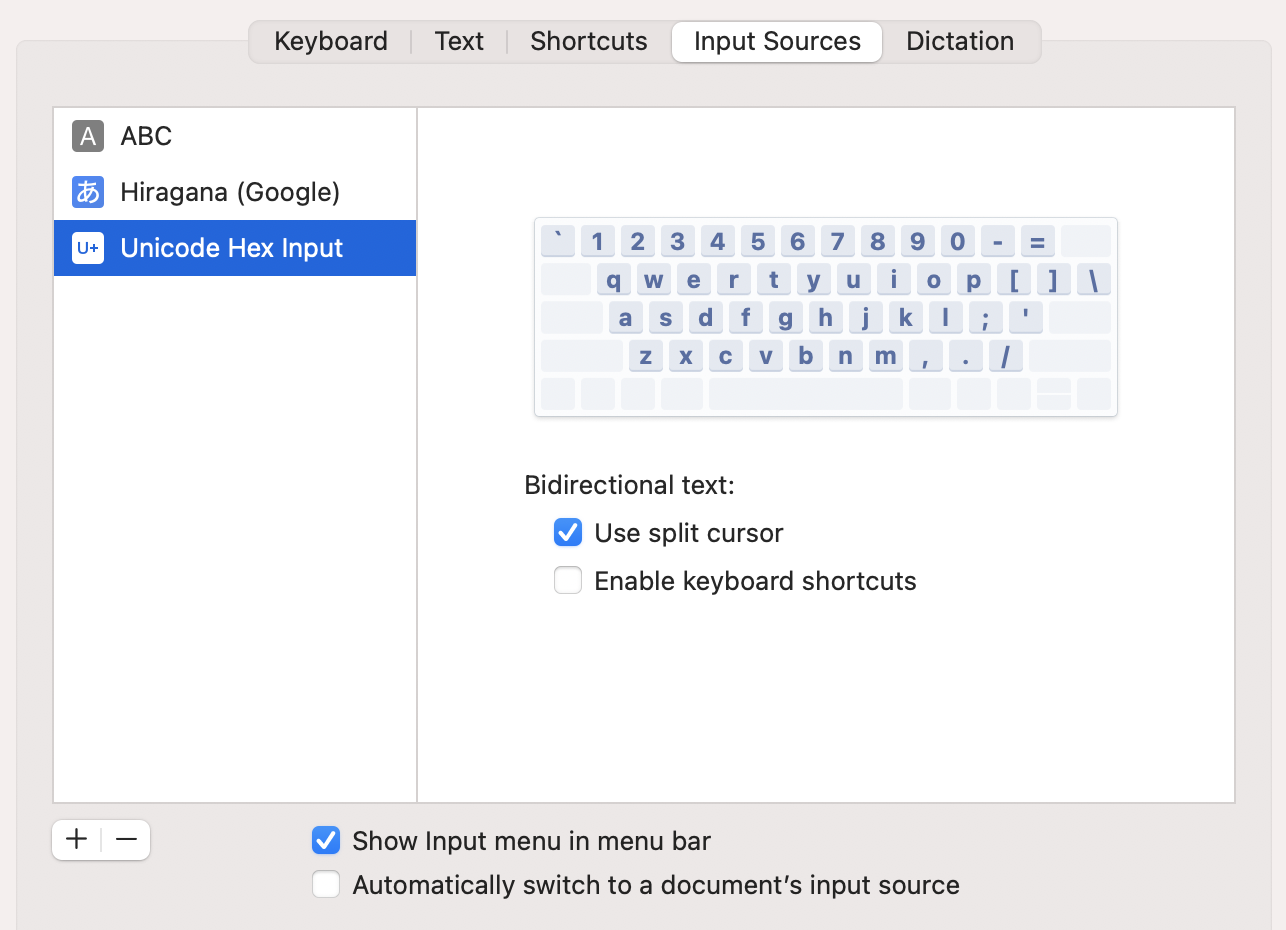 Keyboard Text Shortcuts Input Sources Dictation
A ABC
あ Hiragana (Google)
U+ Unicode Hex Input
` 1 2 3 4 5 6 7 8 9 0 - =
q w e r t y u i o p [ ] \
a s d f g h j k l ; '
z x c v b n m , . /
Bidirectional text:
Use split cursor
Enable keyboard shortcuts
+ −
Show Input menu in menu bar
Automatically switch to a document’s input source